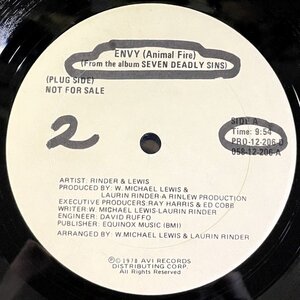 ENVY (Animal Fire)
(From the album SEVEN DEADLY SINS)
(PLUG SIDE)
NOT FOR SALE
2
SIDE A
Time: 9:54
PRO-12-206-D
058-12-206-A
ARTIST: RINDER & LEWIS
PRODUCED BY: W. MICHAEL LEWIS &
LAURIN RINDER-A RINLEW PRODUCTION
EXECUTIVE PRODUCERS: RAY HARRIS & ED COBB
WRITER: W. MICHAEL LEWIS-LAURIN RINDER
ENGINEER: DAVID RUFFO
PUBLISHER: EQUINOX MUSIC (BMI)
ARRANGED BY: W. MICHAEL LEWIS & LAURIN RINDER
Ⓟ © 1978 AVI RECORDS
DISTRIBUTING CORP.
All Rights Reserved